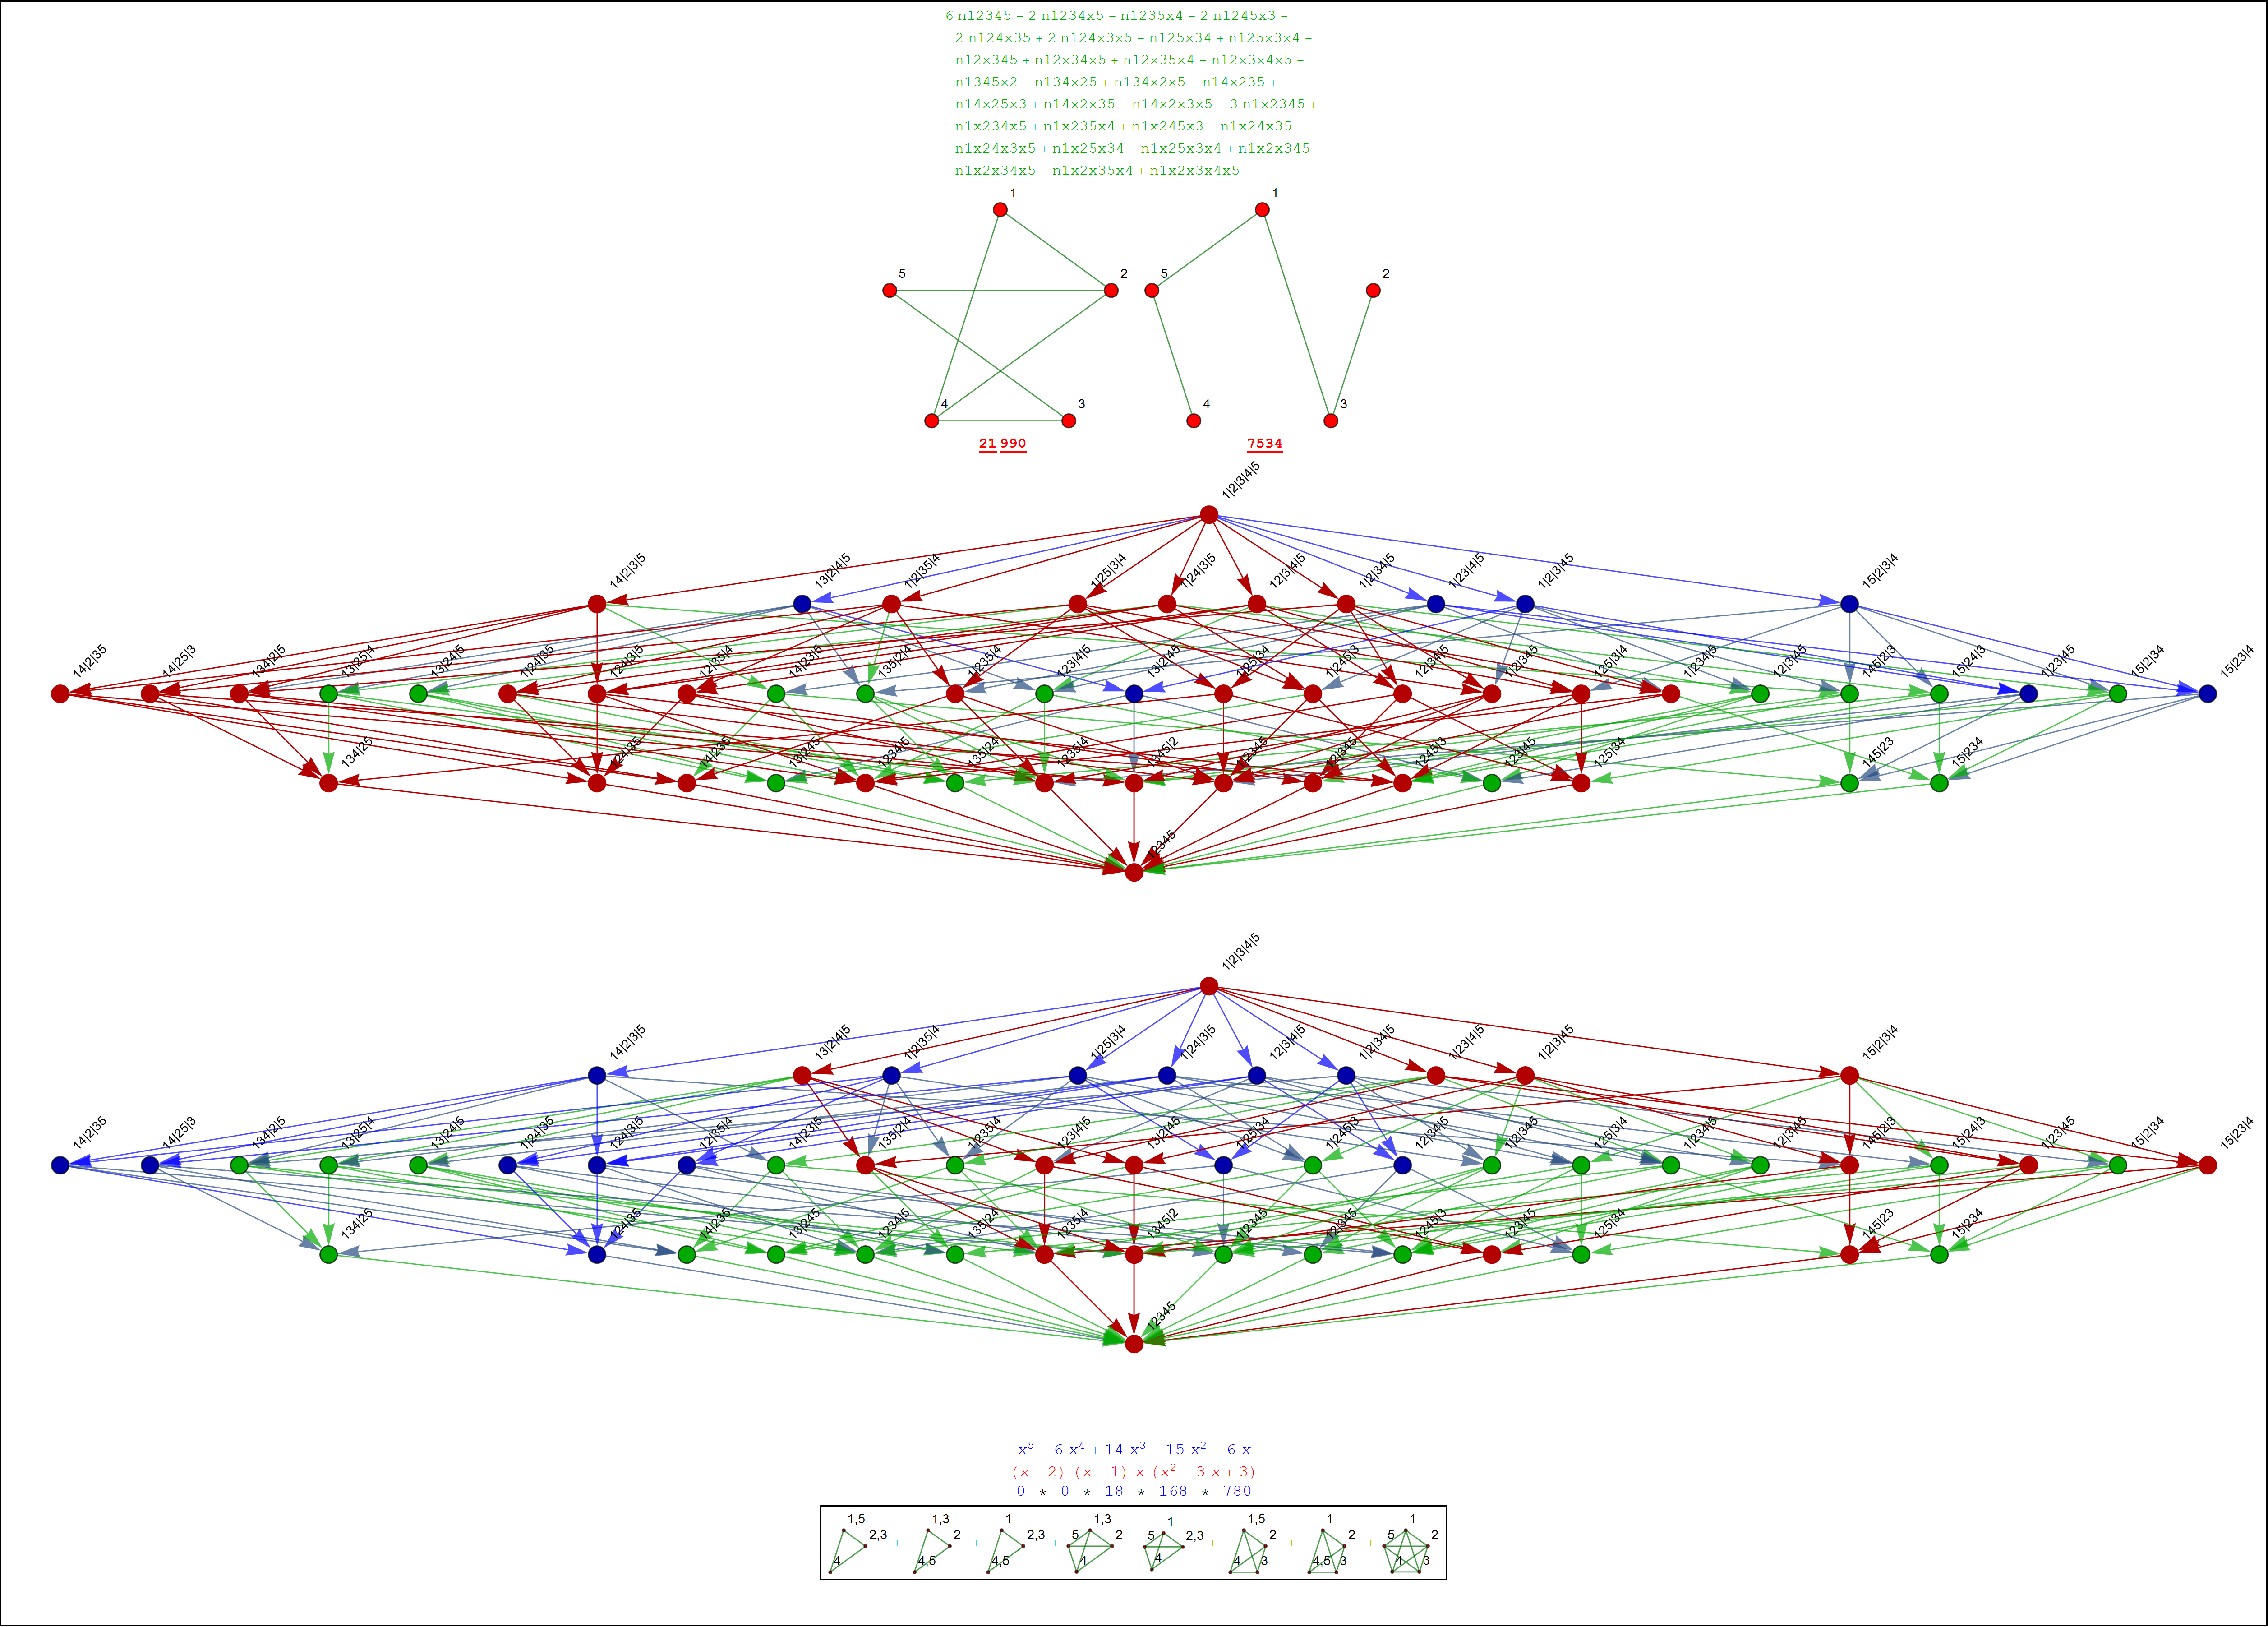 6 n12345 – 2 n1234x5 – n1235x4 – 2 n1245x3 –
2 n124x35 + 2 n124x3x5 – n125x34 + n125x3x4 –
n12x345 + n12x34x5 + n12x35x4 – n12x3x4x5 –
n1345x2 – n134x25 + n134x2x5 – n14x235 +
n14x25x3 + n14x2x35 – n14x2x3x5 – 3 n1x2345 +
n1x234x5 + n1x235x4 + n1x245x3 + n1x24x35 –
n1x24x3x5 + n1x25x34 – n1x25x3x4 + n1x2x345 –
n1x2x34x5 – n1x2x35x4 + n1x2x3x4x5
1 1
5 2 5 2
4 3 4 3
21 990 7534
1|2|3|4|5
14|2|3|5 13|2|4|5 1|2|35|4 1|25|3|4 1|24|3|5 12|3|4|5 1|2|34|5 1|23|4|5 1|2|3|45 15|2|3|4
14|2|35 14|25|3 134|2|5 13|25|4 13|24|5 1|24|35 124|3|5 12|35|4 14|23|5 135|2|4 1|235|4 123|4|5 13|2|45 1|25|34 1|245|3 12|34|5 1|2|345 125|3|4 1|234|5 12|3|45 145|2|3 15|24|3 1|23|45 15|2|34 15|23|4
134|25 124|35 14|235 13|245 1234|5 135|24 1235|4 1345|2 1|2345 12|345 1245|3 123|45 125|34 145|23 15|234
12345
1|2|3|4|5
14|2|3|5 13|2|4|5 1|2|35|4 1|25|3|4 1|24|3|5 12|3|4|5 1|2|34|5 1|23|4|5 1|2|3|45 15|2|3|4
14|2|35 14|25|3 134|2|5 13|25|4 13|24|5 1|24|35 124|3|5 12|35|4 14|23|5 135|2|4 1|235|4 123|4|5 13|2|45 1|25|34 1|245|3 12|34|5 1|2|345 125|3|4 1|234|5 12|3|45 145|2|3 15|24|3 1|23|45 15|2|34 15|23|4
134|25 124|35 14|235 13|245 1234|5 135|24 1235|4 1345|2 1|2345 12|345 1245|3 123|45 125|34 145|23 15|234
12345
x⁵ – 6 x⁴ + 14 x³ – 15 x² + 6 x
(x – 2) (x – 1) x (x² – 3 x + 3)
0 * 0 * 18 * 168 * 780
1,5 2,3 4 + 1,3 2 4,5 + 1 2,3 4,5 + 1,3 5 2 4 + 1 5 2,3 4 + 1,5 2 4 3 + 1 2 4,5 3 + 1 5 2 4 3